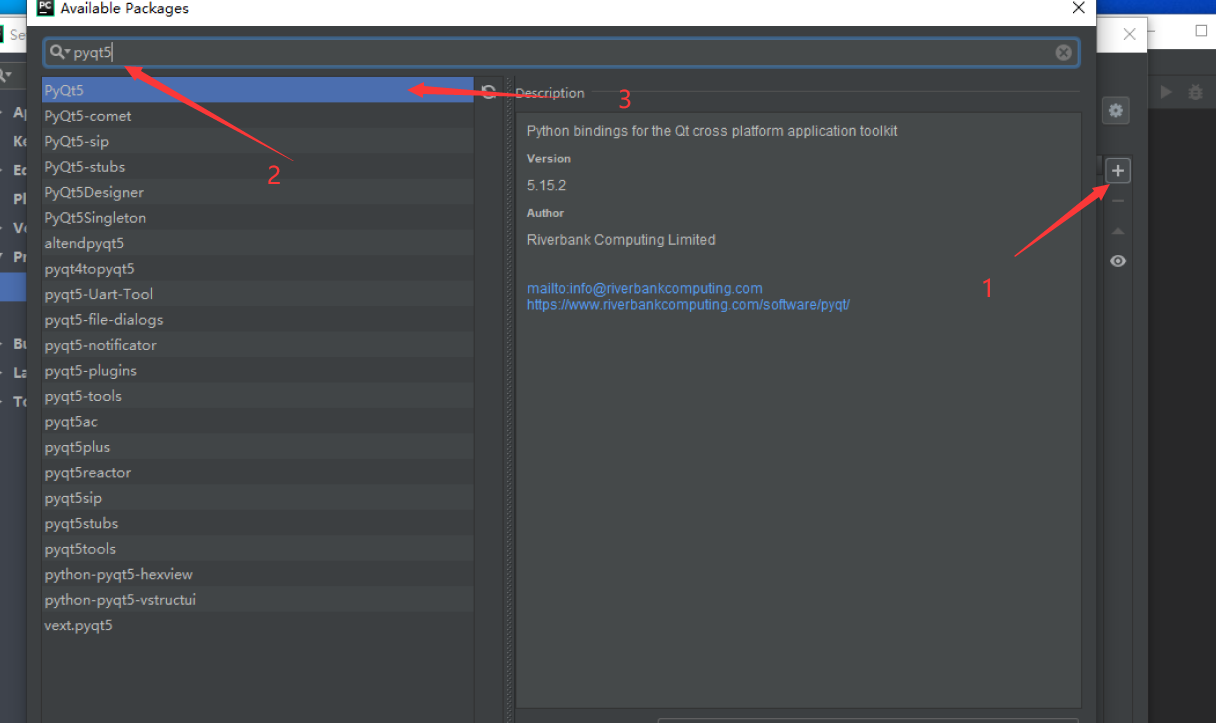 PC Available Packages
Se
pyqt5
PyQt5
PyQt5-comet
PyQt5-sip
PyQt5-stubs
PyQt5Designer
PyQt5Singleton
altendpyqt5
pyqt4topyqt5
pyqt5-Uart-Tool
pyqt5-file-dialogs
pyqt5-notificator
pyqt5-plugins
pyqt5-tools
pyqt5ac
pyqt5plus
pyqt5reactor
pyqt5sip
pyqt5stubs
pyqt5tools
python-pyqt5-hexview
python-pyqt5-vstructui
vext.pyqt5
Description
Python bindings for the Qt cross platform application toolkit
Version
5.15.2
Author
Riverbank Computing Limited
mailto:info@riverbankcomputing.com
https://www.riverbankcomputing.com/software/pyqt/
1
2
3
Ke
Ed
Pl
Ve
Pr
Bu
La
To